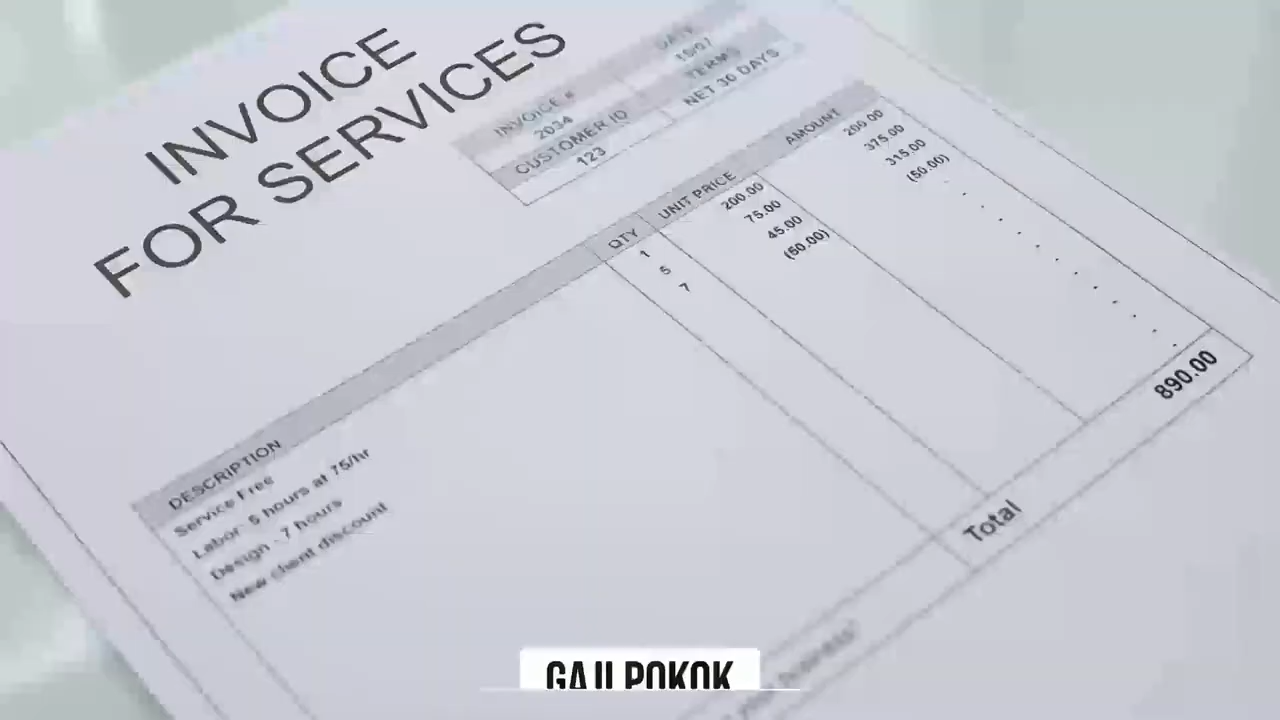 INVOICE
FOR SERVICES
INVOICE # DATE
2034 15/07
CUSTOMER ID TERMS
123 NET 30 DAYS
DESCRIPTION QTY UNIT PRICE AMOUNT
Service Free 1 200.00 200.00
Labor: 5 hours at 75/hr 5 75.00 375.00
Design - 7 hours 7 45.00 315.00
New client discount (50.00) (50.00)
Total 890.00
GAJI POKOK